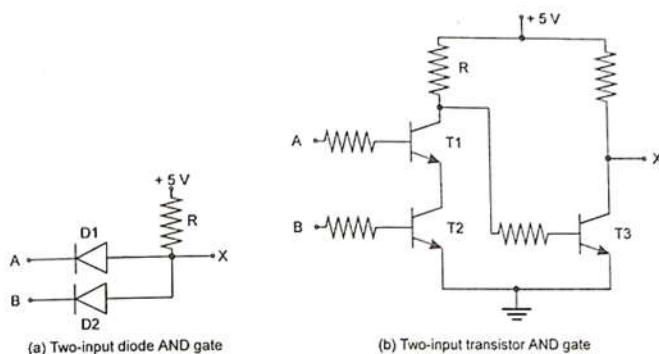 + 5 V
R
D1
A
X
B
D2
(a) Two-input diode AND gate
+ 5 V
R
A
T1
X
B
T2
T3
(b) Two-input transistor AND gate